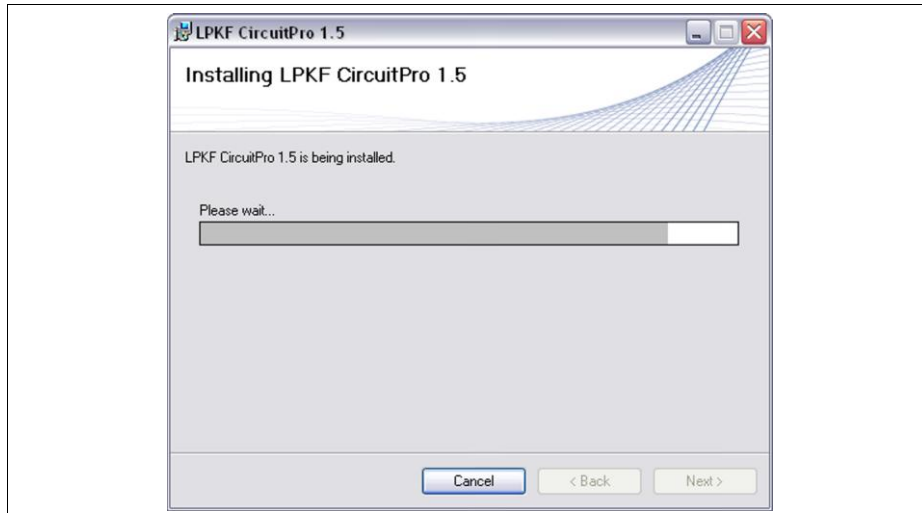 LPKF CircuitPro 1.5
Installing LPKF CircuitPro 1.5
LPKF CircuitPro 1.5 is being installed.
Please wait...
Cancel
< Back
Next >